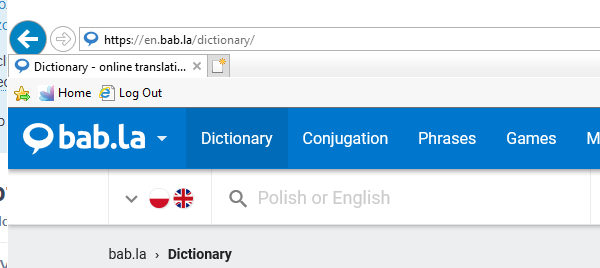 https://en.bab.la/dictionary/
Dictionary - online translati...
Home Log Out
bab.la Dictionary Conjugation Phrases Games
Polish or English
bab.la › Dictionary